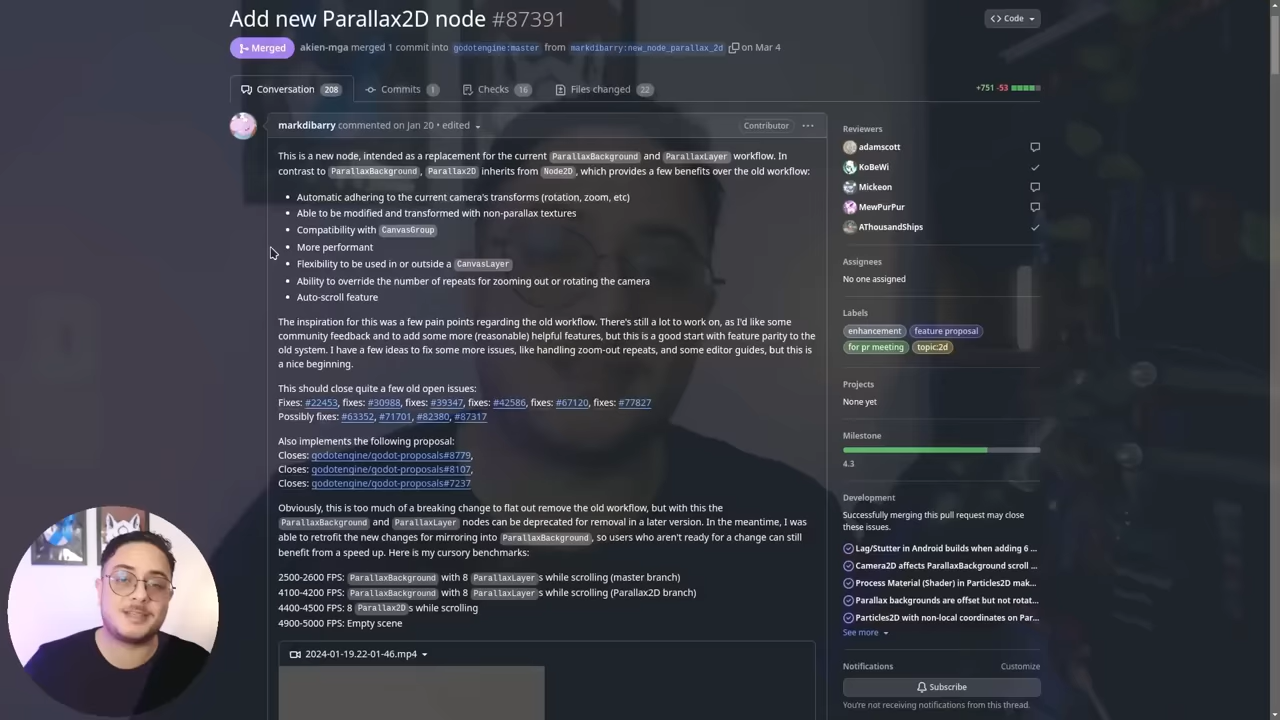 Add new Parallax2D node #87391
Code
Merged akien-mga merged 1 commit into godotengine:master from markdibarry:new_node_parallax_2d on Mar 4
Conversation 208 Commits 1 Checks 16 Files changed 22
+751 -53
markdibarry commented on Jan 20 • edited
Contributor
This is a new node, intended as a replacement for the current ParallaxBackground and ParallaxLayer workflow. In
contrast to ParallaxBackground, Parallax2D inherits from Node2D, which provides a few benefits over the old workflow:
• Automatic adhering to the current camera's transforms (rotation, zoom, etc)
• Able to be modified and transformed with non-parallax textures
• Compatibility with CanvasGroup
• More performant
• Flexibility to be used in or outside a CanvasLayer
• Ability to override the number of repeats for zooming out or rotating the camera
• Auto-scroll feature
The inspiration for this was a few pain points regarding the old workflow. There's still a lot to work on, as I'd like some
community feedback and to add some more (reasonable) helpful features, but this is a good start with feature parity to the
old system. I have a few ideas to fix some more issues, like handling zoom-out repeats, and some editor guides, but this is
a nice beginning.
This should close quite a few old open issues:
Fixes: #22453, fixes: #30988, fixes: #39347, fixes: #42586, fixes: #67120, fixes: #77827
Possibly fixes: #63352, #71701, #82380, #87317
Also implements the following proposal:
Closes: godotengine/godot-proposals#8779,
Closes: godotengine/godot-proposals#8107,
Closes: godotengine/godot-proposals#7237
Obviously, this is too much of a breaking change to flat out remove the old workflow, but with this the
ParallaxBackground and ParallaxLayer nodes can be deprecated for removal in a later version. In the meantime, I was
able to retrofit the new changes for mirroring into ParallaxBackground, so users who aren't ready for a change can still
benefit from a speed up. Here is my cursory benchmarks:
2500-2600 FPS: ParallaxBackground with 8 ParallaxLayers while scrolling (master branch)
4100-4200 FPS: ParallaxBackground with 8 ParallaxLayers while scrolling (Parallax2D branch)
4400-4500 FPS: 8 Parallax2Ds while scrolling
4900-5000 FPS: Empty scene
2024-01-19.22-01-46.mp4
Reviewers
adamscott
KoBeWi
Mickeon
MewPurPur
AThousandShips
Assignees
No one assigned
Labels
enhancement feature proposal
for pr meeting topic:2d
Projects
None yet
Milestone
4.3
Development
Successfully merging this pull request may close
these issues.
Lag/Stutter in Android builds when adding 6 ...
Camera2D affects ParallaxBackground scroll ...
Process Material (Shader) in Particles2D mak...
Parallax backgrounds are offset but not rotat...
Particles2D with non-local coordinates on Par...
See more
Notifications Customize
Subscribe
You're not receiving notifications from this thread.